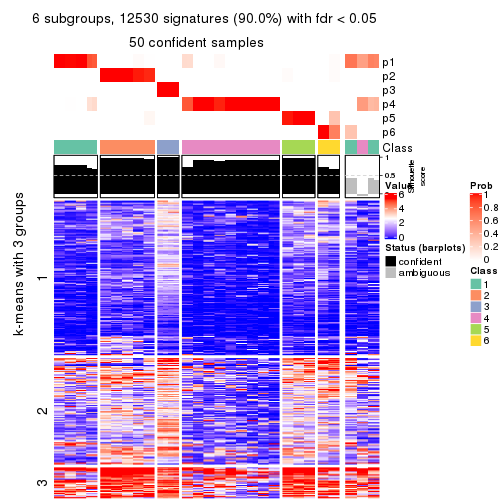 6 subgroups, 12530 signatures (90.0%) with fdr < 0.05
50 confident samples
p1
p2
p3
p4
p5
p6
Class
1
0.5
0
Silhouette
score
k-means with 3 groups
1
2
3
Value
6
4
2
0
Status (barplots)
confident
ambiguous
Prob
1
0.8
0.6
0.4
0.2
0
Class
1
2
3
4
5
6